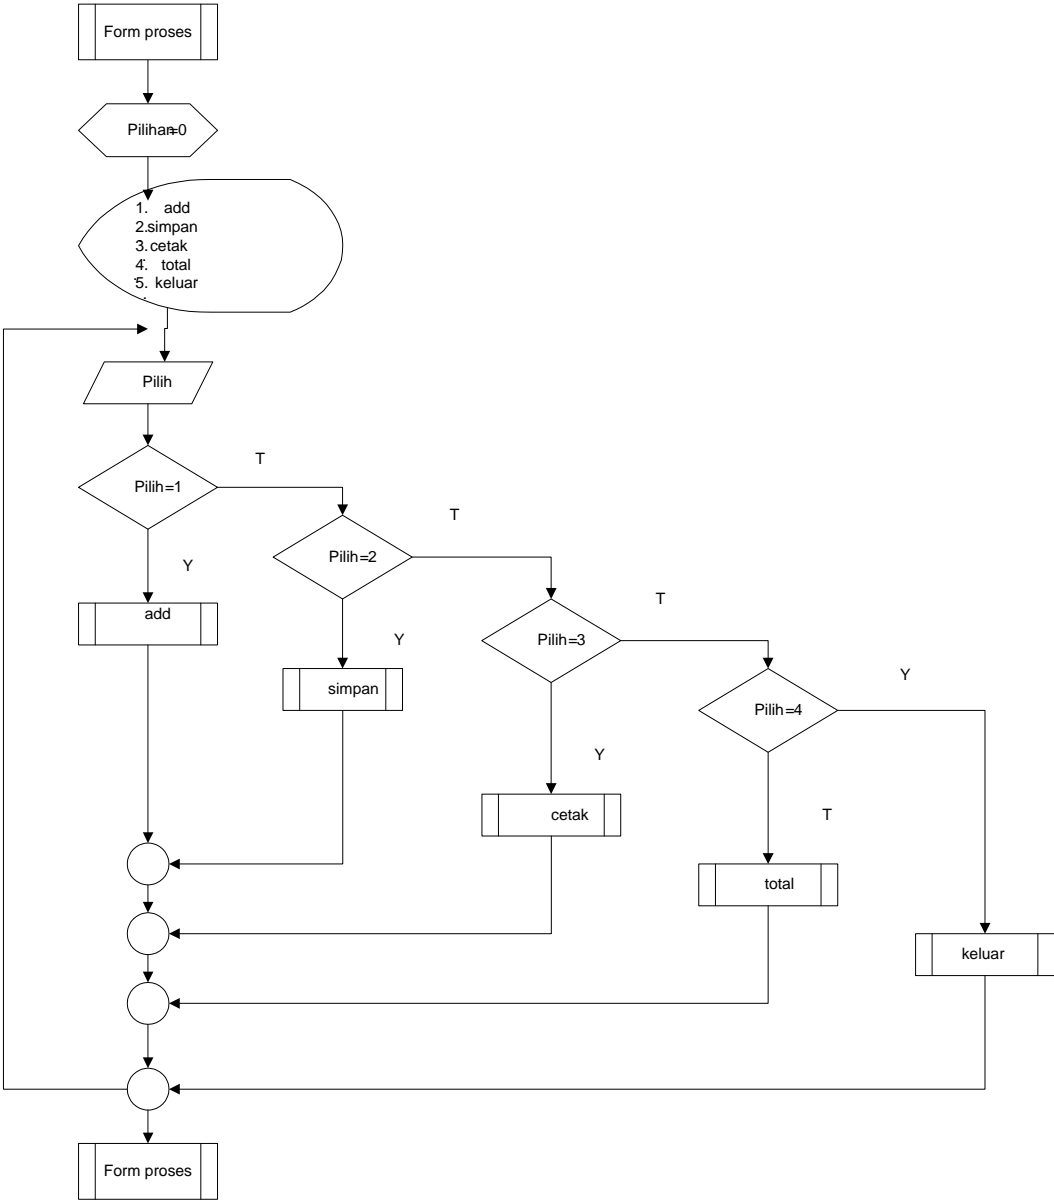 Form proses
Pilihan=0
1. add
2. simpan
3. cetak
4. total
5. keluar
Pilih
T
Pilih=1
T
Y
Pilih=2
add
T
Y
Pilih=3
Y
simpan
Pilih=4
Y
cetak
T
total
keluar
Form proses